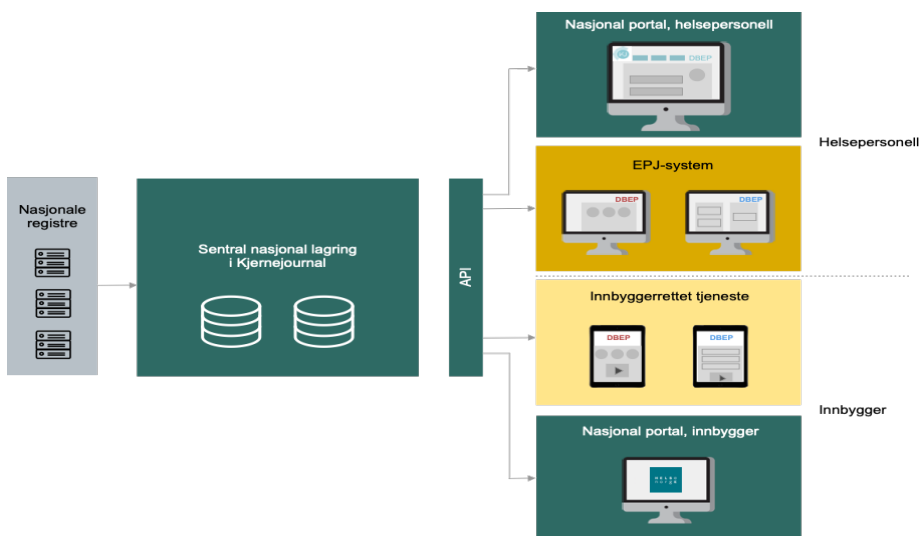 Nasjonal portal, helsepersonell
DBEP
Helsepersonell
EPJ-system
DBEP
DBEP
Nasjonale
registre
Sentral nasjonal lagring
i Kjernejournal
API
Innbyggerrettet tjeneste
DBEP
DBEP
Innbygger
Nasjonal portal, innbygger